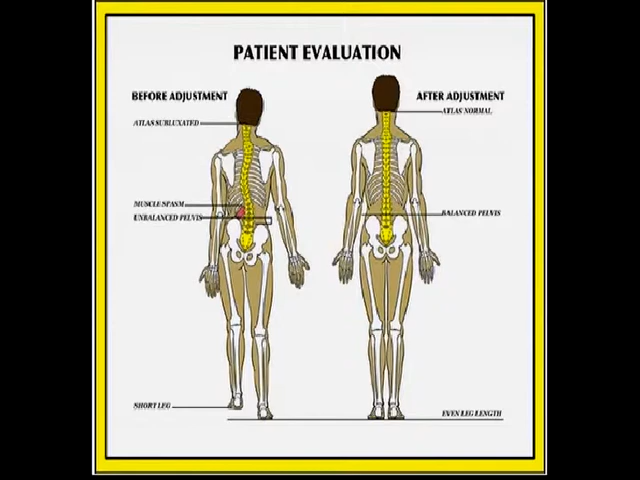 PATIENT EVALUATION
BEFORE ADJUSTMENT
ATLAS SUBLUXATED
MUSCLE SPASM
UNBALANCED PELVIS
SHORT LEG
AFTER ADJUSTMENT
ATLAS NORMAL
BALANCED PELVIS
EVEN LEG LENGTH